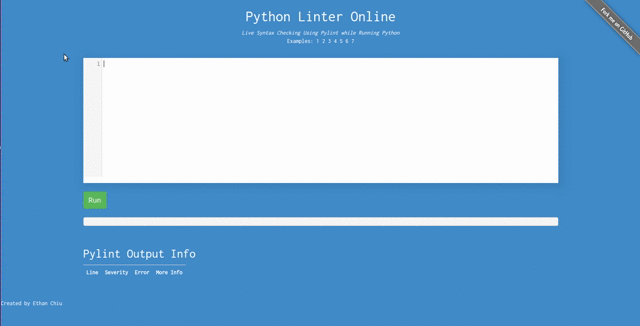 Python Linter Online
Fork me on GitHub
Live Syntax Checking Using Pylint while Running Python
Examples: 1 2 3 4 5 6 7
1
Run
Pylint Output Info
Line Severity Error More Info
Created by Ethan Chiu